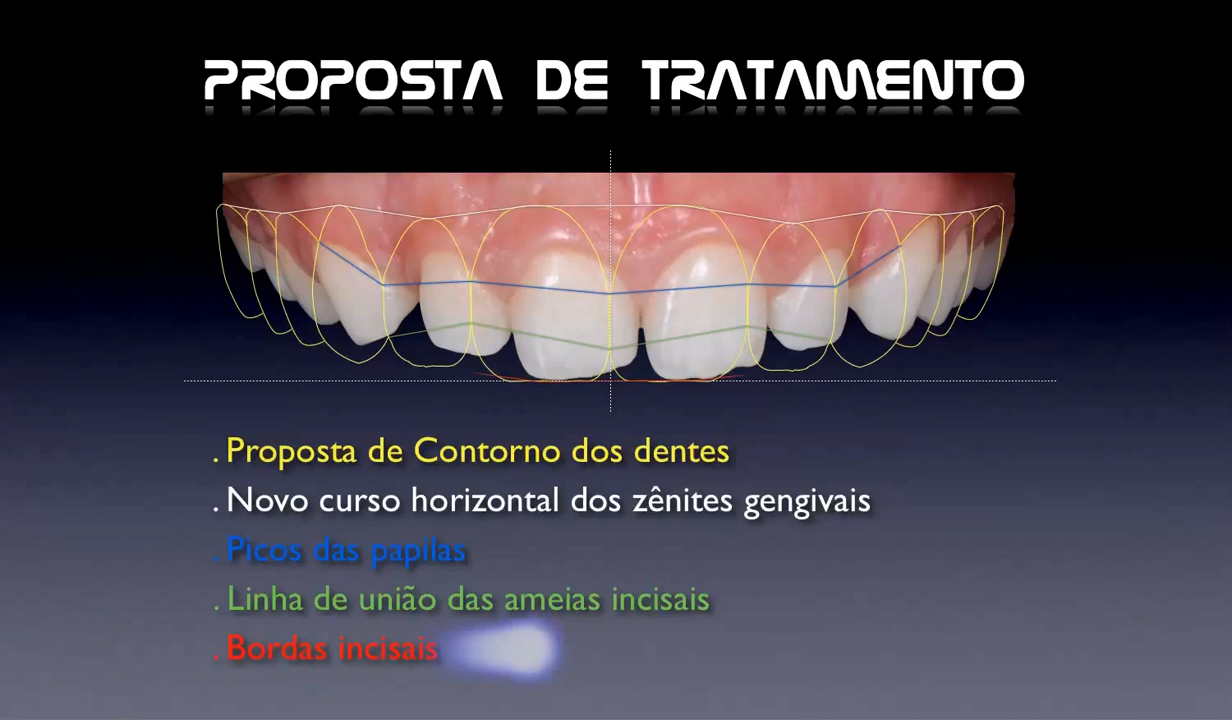 PROPOSTA DE TRATAMENTO
. Proposta de Contorno dos dentes
. Novo curso horizontal dos zênites gengivais
. Picos das papilas
. Linha de união das ameias incisais
. Bordas incisais